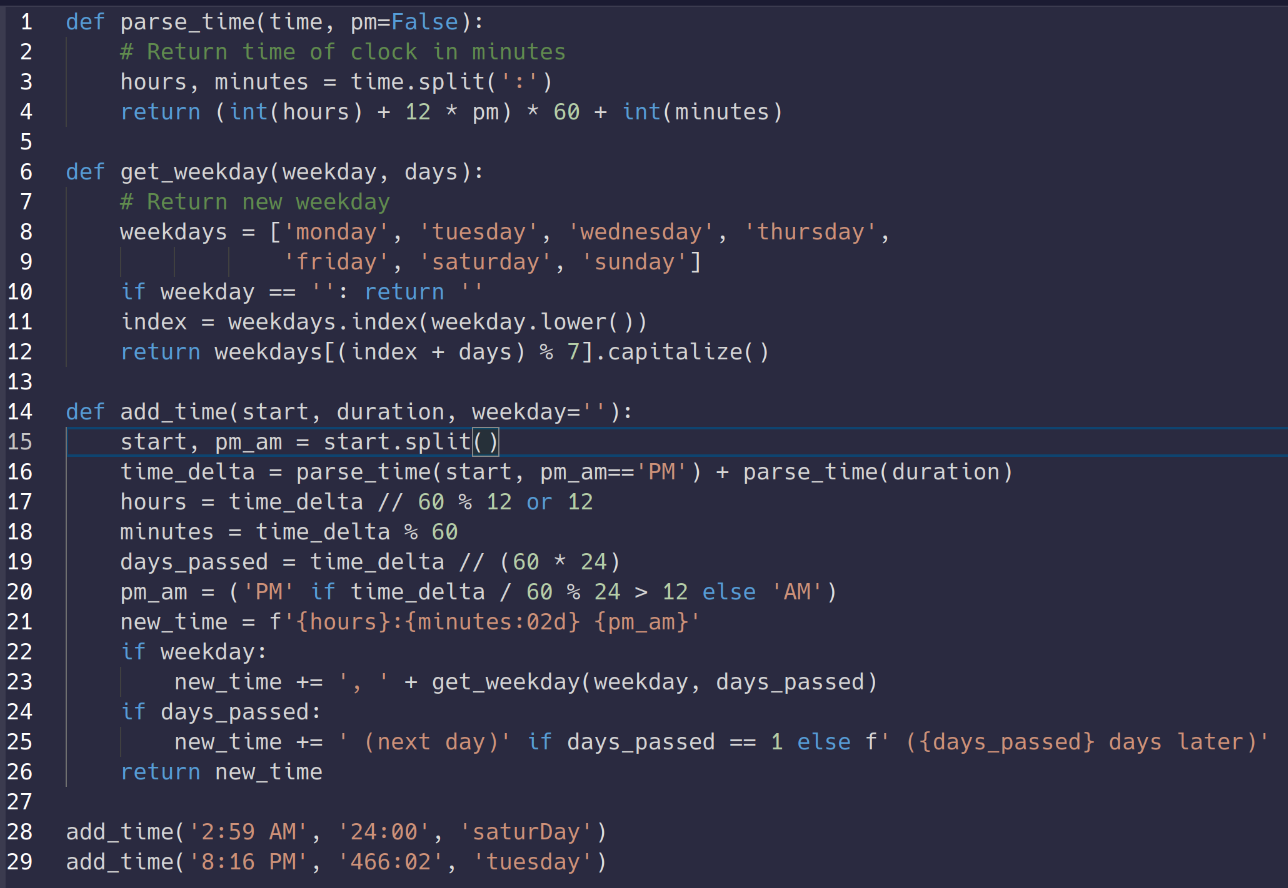 1 def parse_time(time, pm=False):
2     # Return time of clock in minutes
3     hours, minutes = time.split(':')
4     return (int(hours) + 12 * pm) * 60 + int(minutes)
5
6 def get_weekday(weekday, days):
7     # Return new weekday
8     weekdays = ['monday', 'tuesday', 'wednesday', 'thursday',
9                 'friday', 'saturday', 'sunday']
10     if weekday == '': return ''
11     index = weekdays.index(weekday.lower())
12     return weekdays[(index + days) % 7].capitalize()
13
14 def add_time(start, duration, weekday=''):
15     start, pm_am = start.split()
16     time_delta = parse_time(start, pm_am=='PM') + parse_time(duration)
17     hours = time_delta // 60 % 12 or 12
18     minutes = time_delta % 60
19     days_passed = time_delta // (60 * 24)
20     pm_am = ('PM' if time_delta / 60 % 24 > 12 else 'AM')
21     new_time = f'{hours}:{minutes:02d} {pm_am}'
22     if weekday:
23         new_time += ', ' + get_weekday(weekday, days_passed)
24     if days_passed:
25         new_time += ' (next day)' if days_passed == 1 else f' ({days_passed} days later)'
26     return new_time
27
28 add_time('2:59 AM', '24:00', 'saturDay')
29 add_time('8:16 PM', '466:02', 'tuesday')